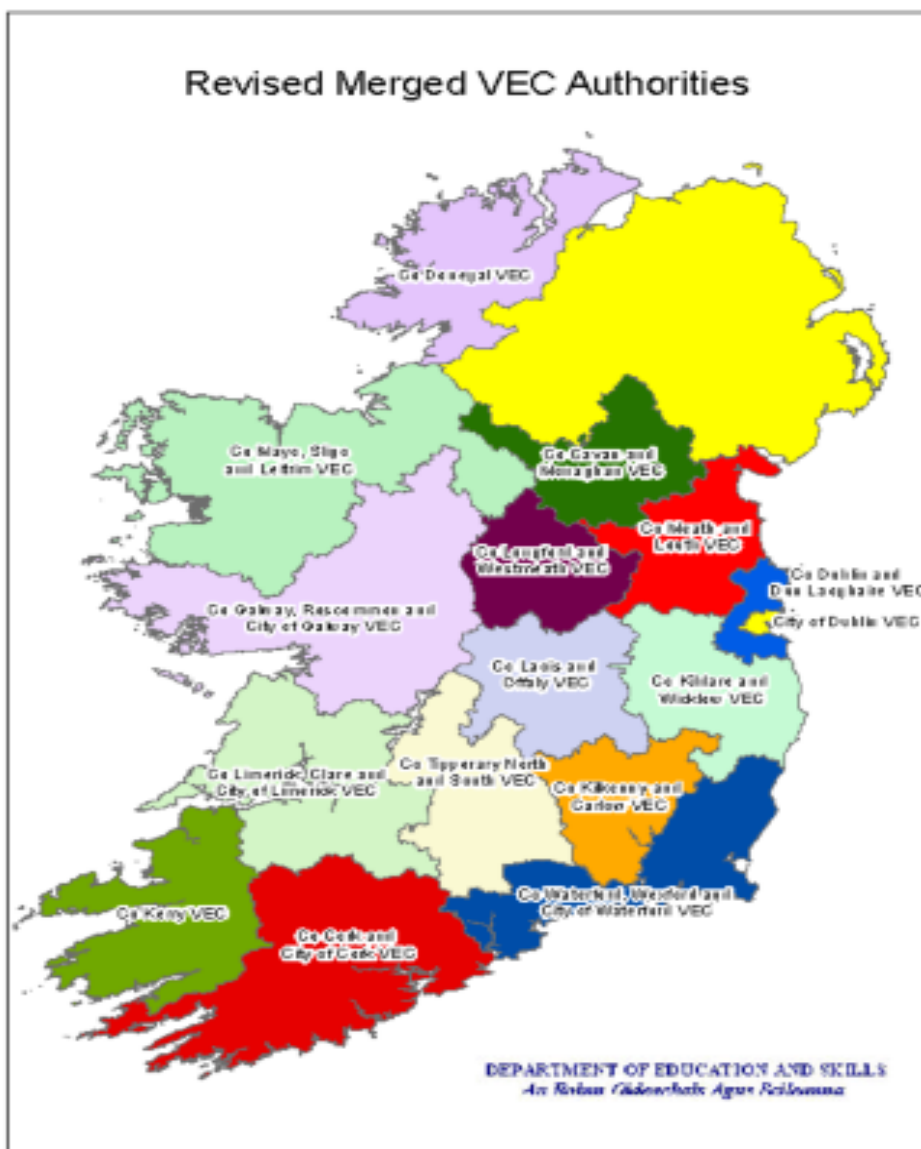 Revised Merged VEC Authorities
Co Donegal VEC
Co Mayo, Sligo
and Leitrim VEC
Co Cavan and
Monaghan VEC
Co Meath and
Louth VEC
Co Longford and
Westmeath VEC
Co Dublin and
Dun Laoghaire VEC
City of Dublin VEC
Co Galway, Roscommon and
City of Galway VEC
Co Laois and
Offaly VEC
Co Kildare and
Wicklow VEC
Co Limerick, Clare and
City of Limerick VEC
Co Tipperary North
and South VEC
Co Kilkenny and
Carlow VEC
Co Waterford, Wexford and
City of Waterford VEC
Co Kerry VEC
Co Cork and
City of Cork VEC
DEPARTMENT OF EDUCATION AND SKILLS
An Roinn Oideachais Agus Scileanna